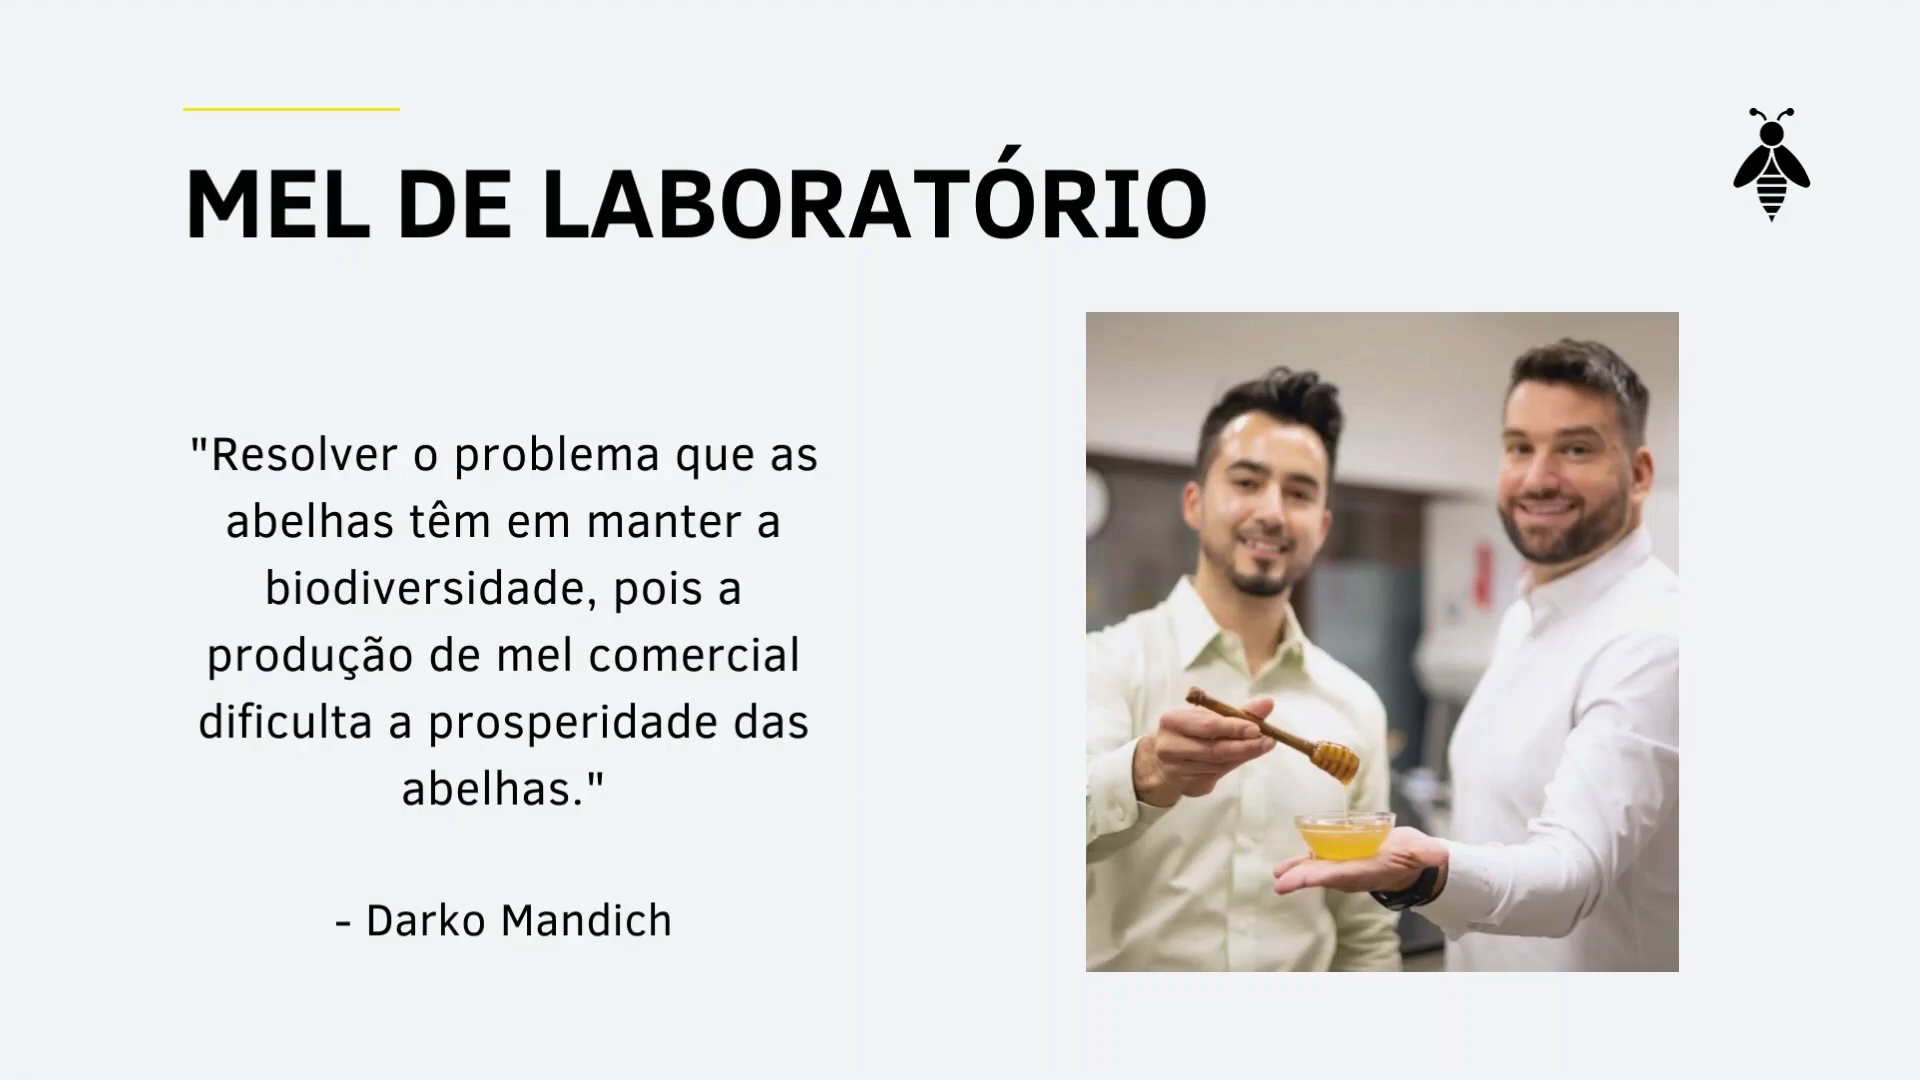 MEL DE LABORATÓRIO
"Resolver o problema que as
abelhas têm em manter a
biodiversidade, pois a
produção de mel comercial
dificulta a prosperidade das
abelhas."
- Darko Mandich